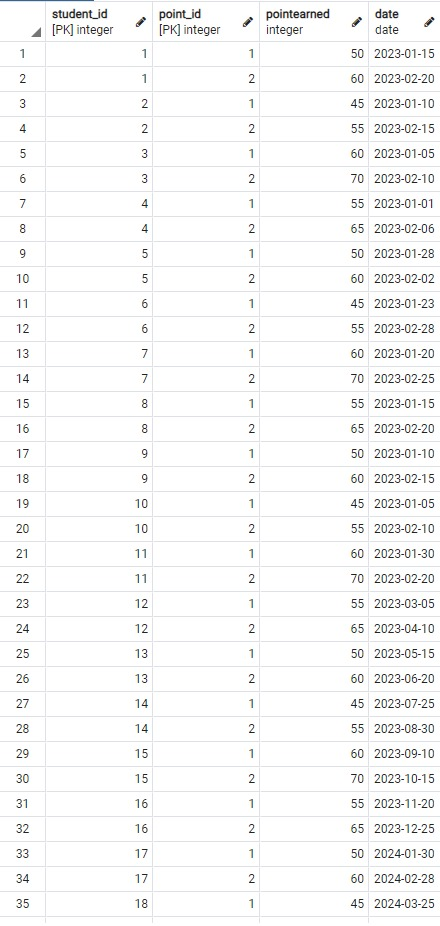 student_id point_id pointearned date
[PK] integer [PK] integer integer date
1 1 1 50 2023-01-15
2 1 2 60 2023-02-20
3 2 1 45 2023-01-10
4 2 2 55 2023-02-15
5 3 1 60 2023-01-05
6 3 2 70 2023-02-10
7 4 1 55 2023-01-01
8 4 2 65 2023-02-06
9 5 1 50 2023-01-28
10 5 2 60 2023-02-02
11 6 1 45 2023-01-23
12 6 2 55 2023-02-28
13 7 1 60 2023-01-20
14 7 2 70 2023-02-25
15 8 1 55 2023-01-15
16 8 2 65 2023-02-20
17 9 1 50 2023-01-10
18 9 2 60 2023-02-15
19 10 1 45 2023-01-05
20 10 2 55 2023-02-10
21 11 1 60 2023-01-30
22 11 2 70 2023-02-20
23 12 1 55 2023-03-05
24 12 2 65 2023-04-10
25 13 1 50 2023-05-15
26 13 2 60 2023-06-20
27 14 1 45 2023-07-25
28 14 2 55 2023-08-30
29 15 1 60 2023-09-10
30 15 2 70 2023-10-15
31 16 1 55 2023-11-20
32 16 2 65 2023-12-25
33 17 1 50 2024-01-30
34 17 2 60 2024-02-28
35 18 1 45 2024-03-25